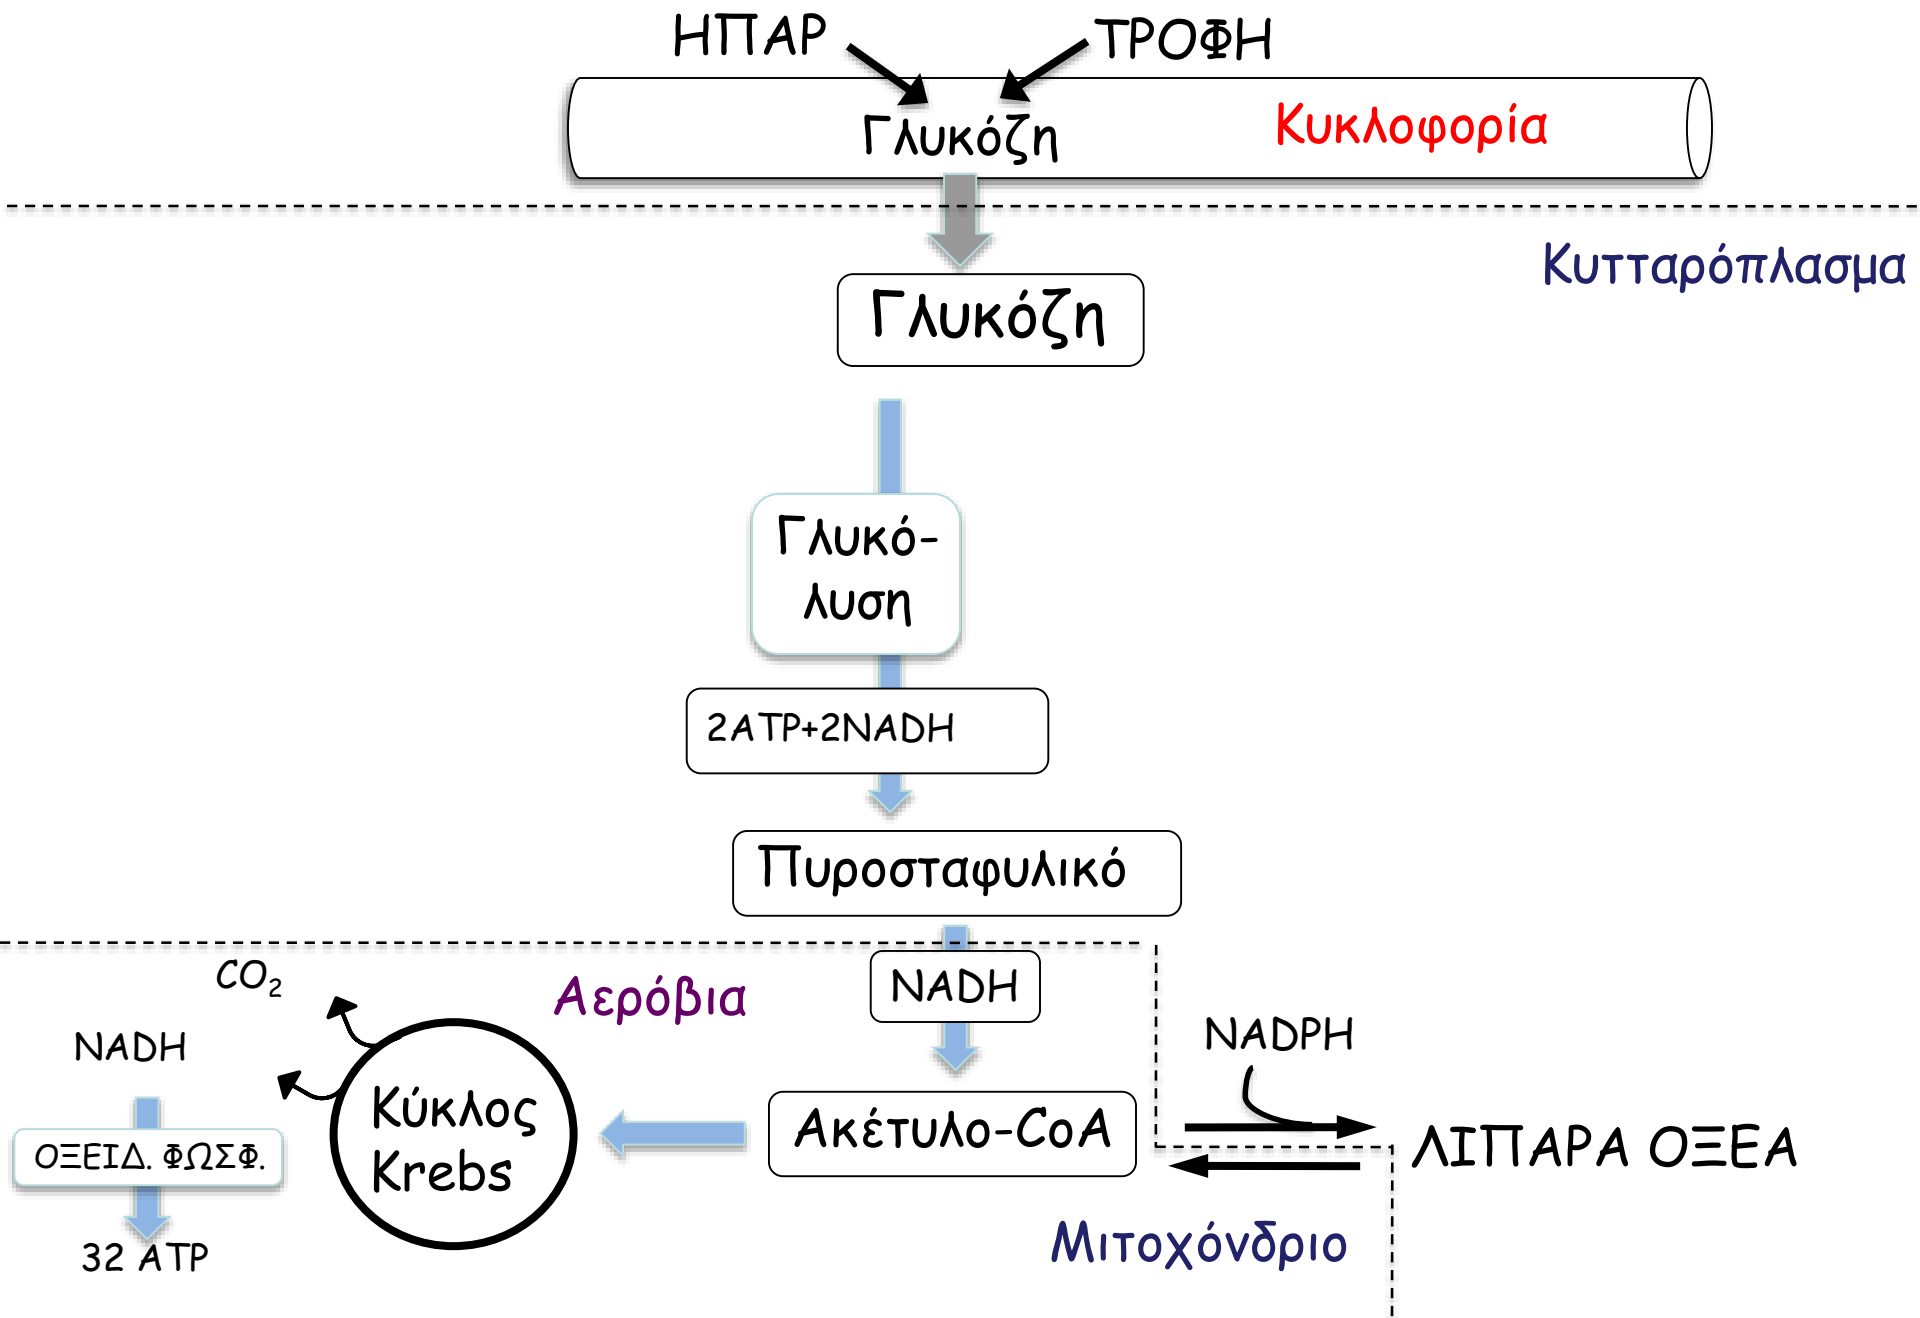 ΗΠΑΡ
ΤΡΟΦΗ
Γλυκόζη
Κυκλοφορία
Κυτταρόπλασμα
Γλυκόζη
Γλυκό-
λυση
2ATP+2NADH
Πυροσταφυλικό
CO₂
Αερόβια
NADH
NADH
NADPH
Κύκλος
Krebs
Ακέτυλο-CoA
ΛΙΠΑΡΑ ΟΞΕΑ
ΟΞΕΙΔ. ΦΩΣΦ.
32 ATP
Μιτοχόνδριο